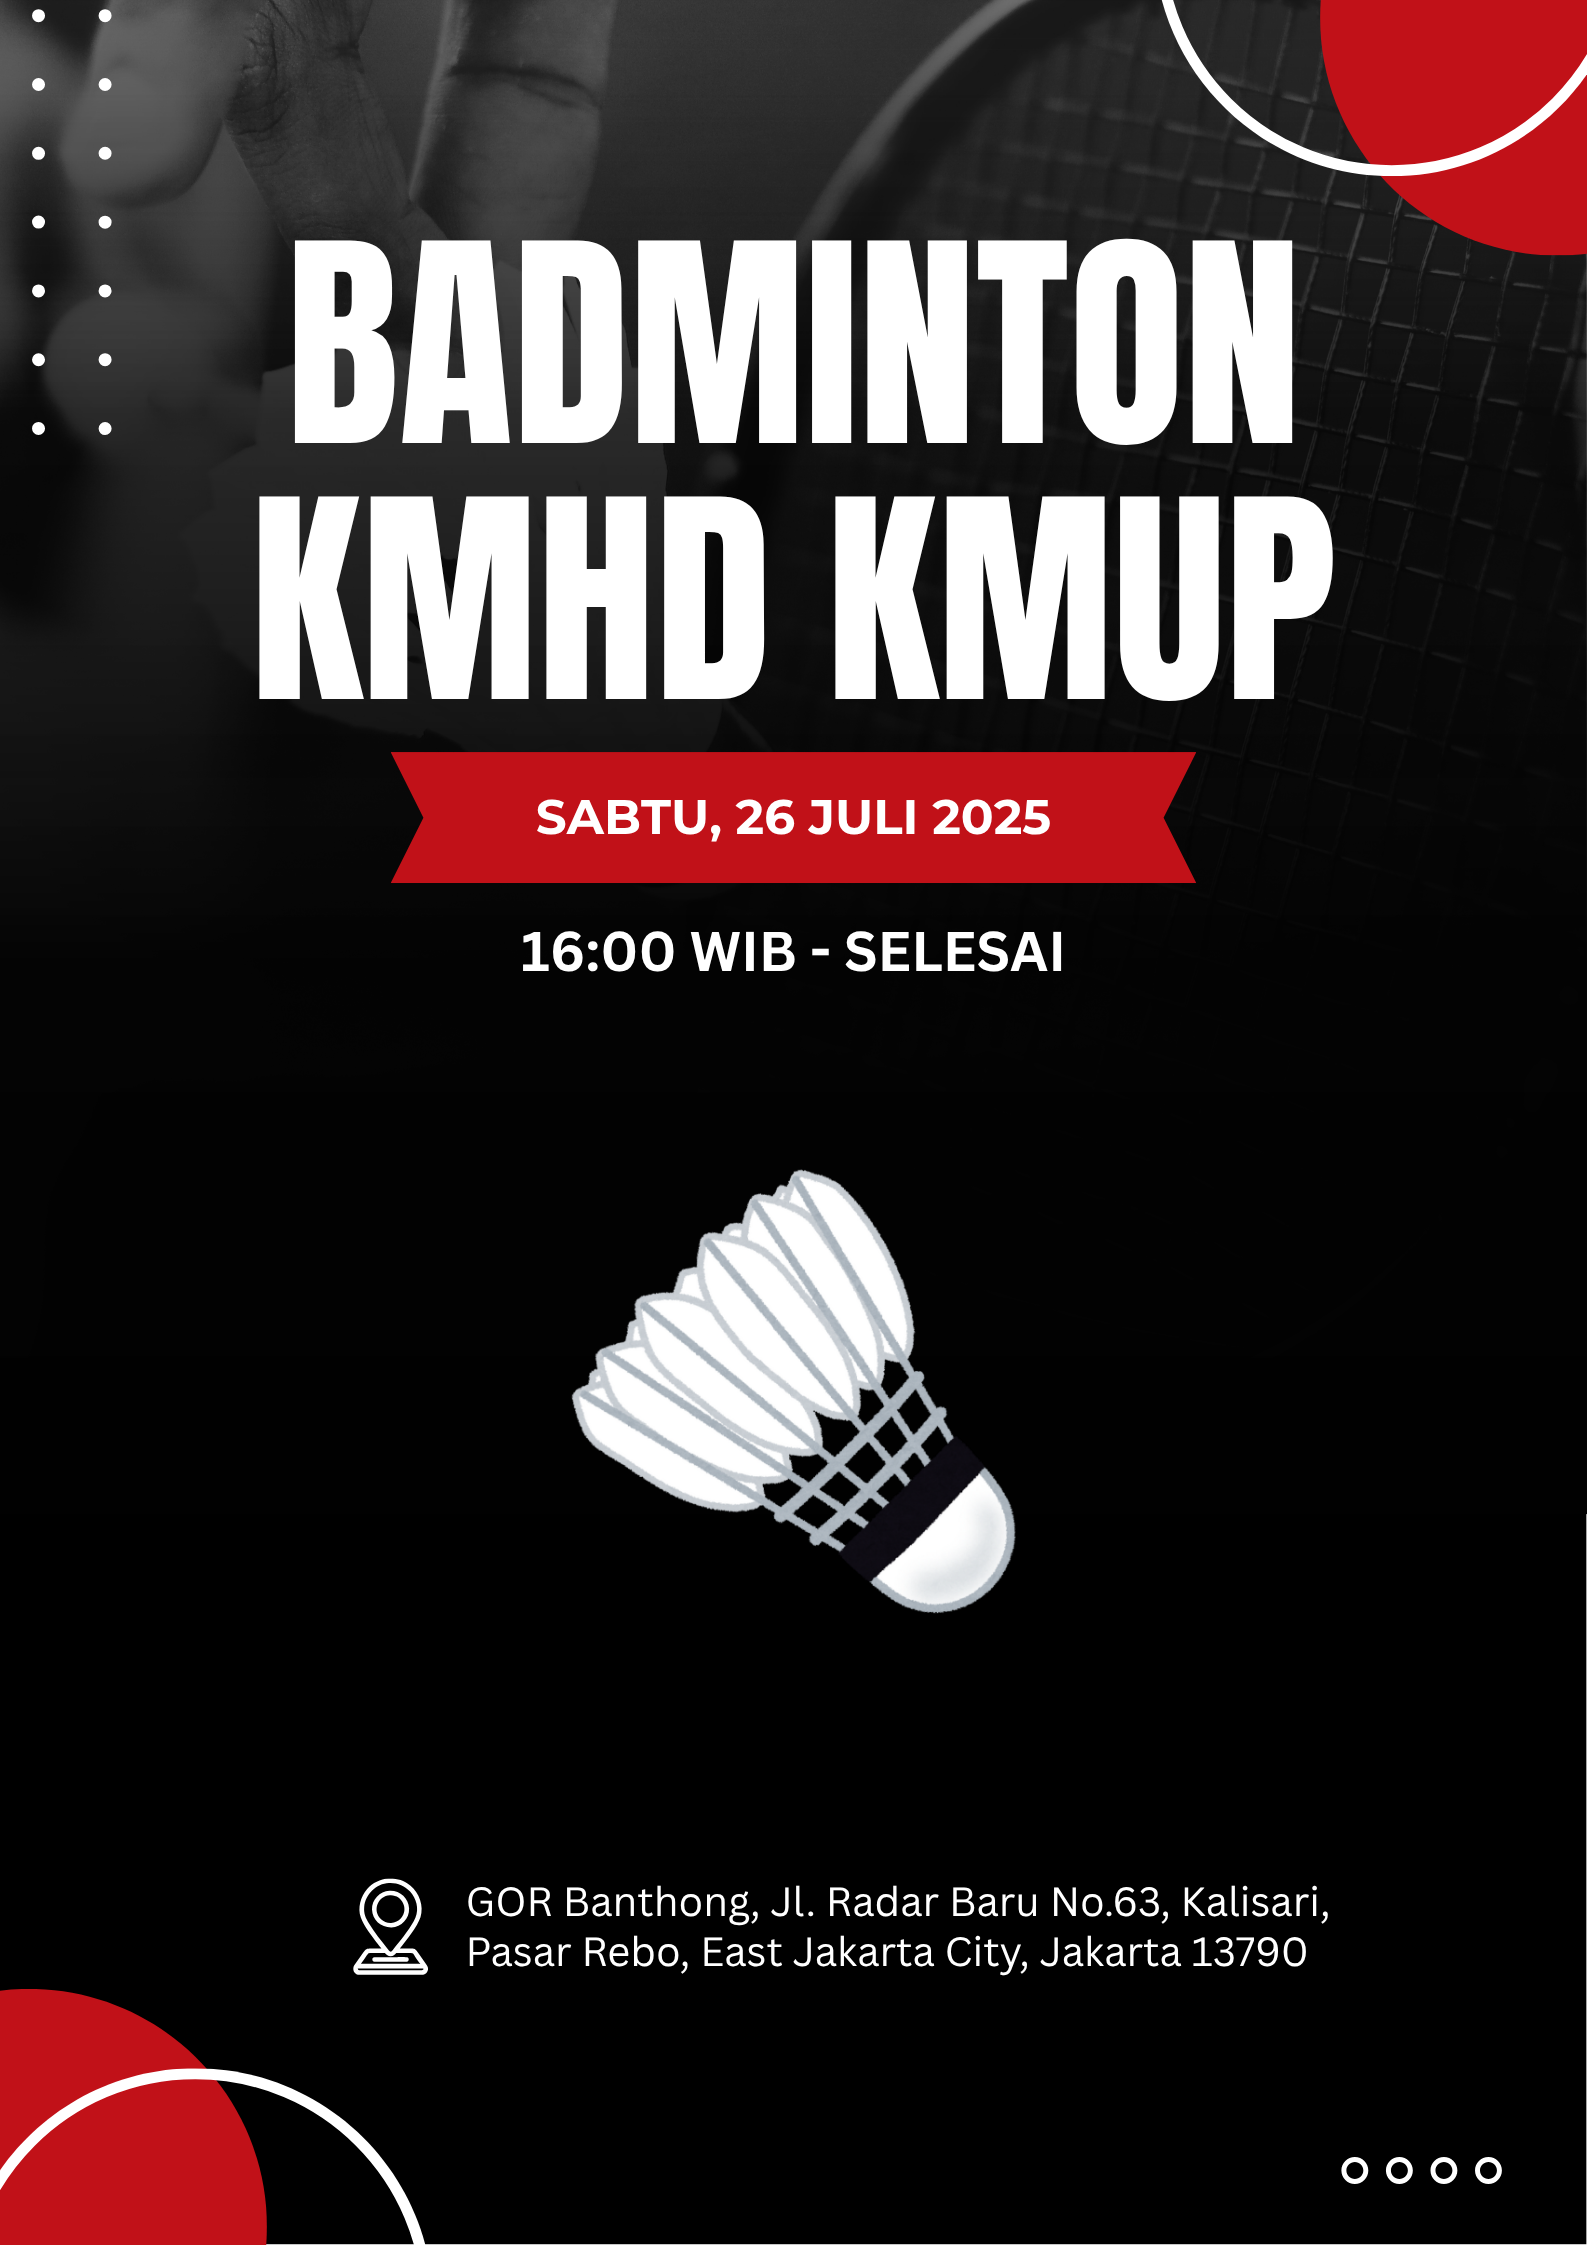 BADMINTON
KMHD KMUP
SABTU, 26 JULI 2025
16:00 WIB - SELESAI
GOR Banthong, Jl. Radar Baru No.63, Kalisari,
Pasar Rebo, East Jakarta City, Jakarta 13790